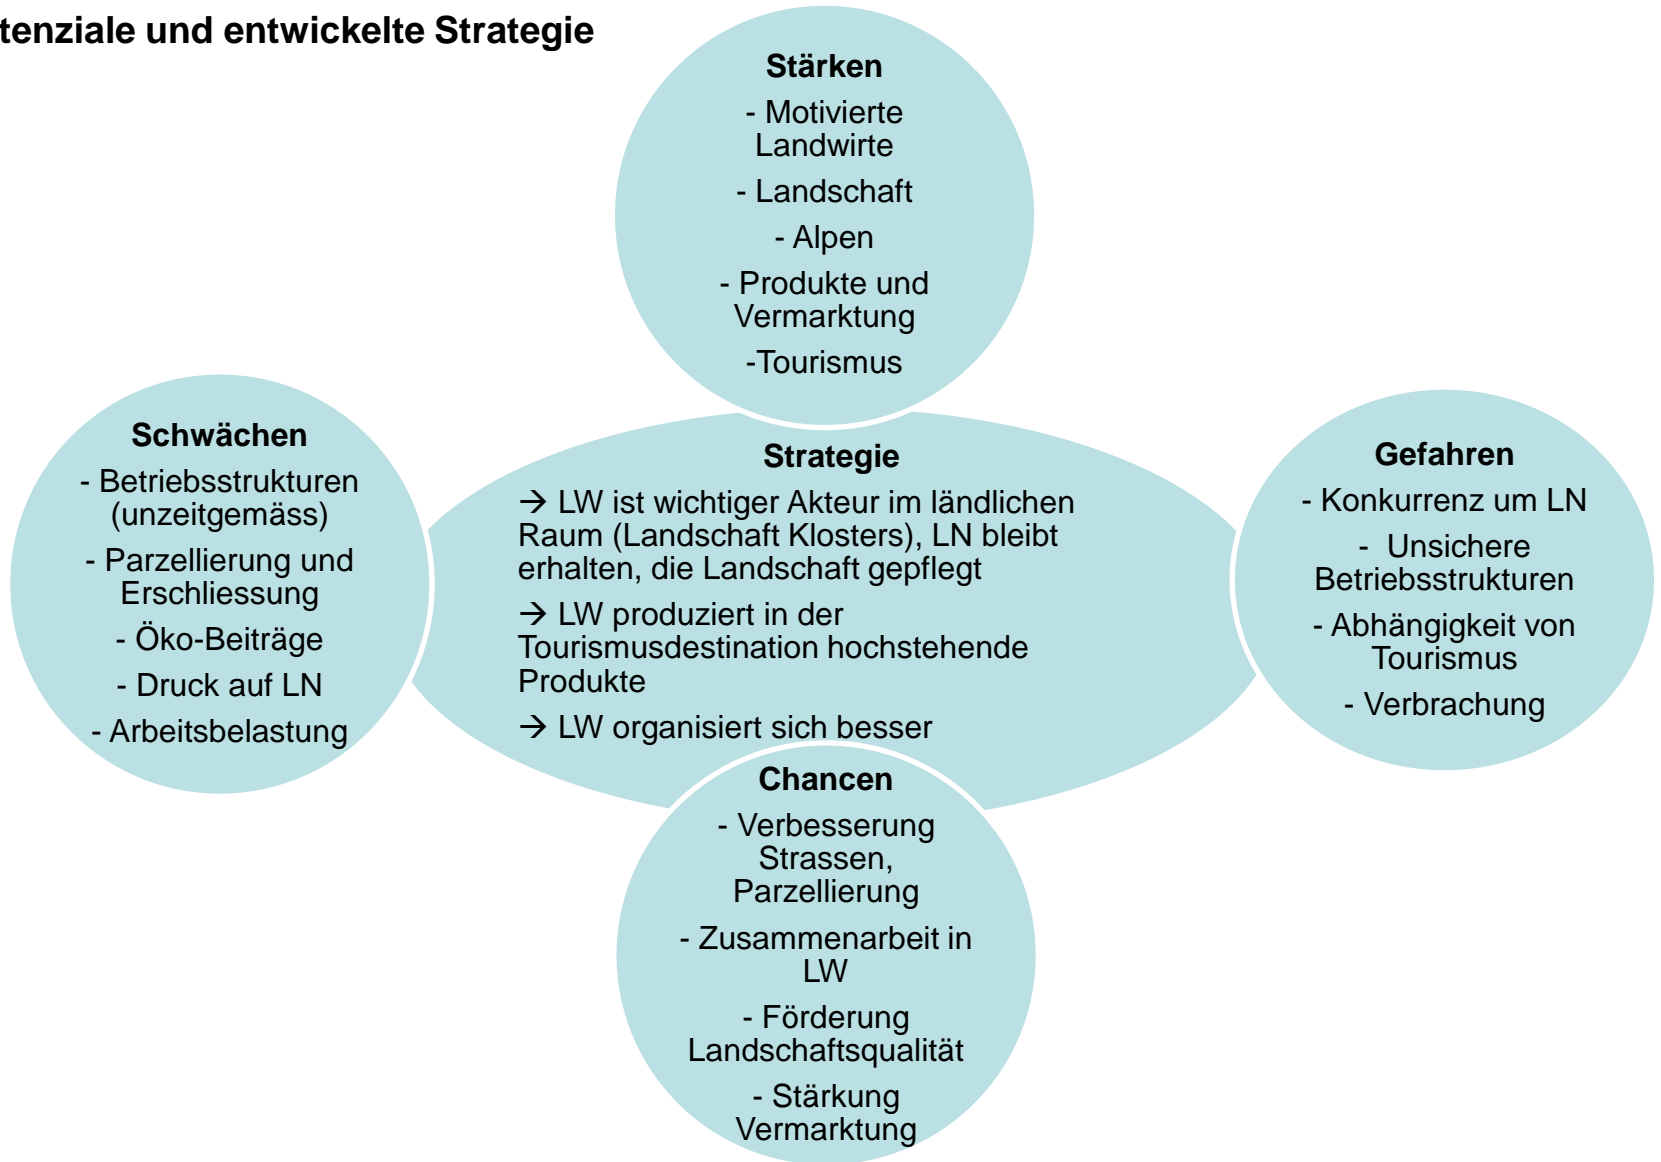 tenziale und entwickelte Strategie
Stärken
- Motivierte
Landwirte
- Landschaft
- Alpen
- Produkte und
Vermarktung
-Tourismus
Schwächen
- Betriebsstrukturen
(unzeitgemäss)
- Parzellierung und
Erschliessung
- Öko-Beiträge
- Druck auf LN
- Arbeitsbelastung
Strategie
→ LW ist wichtiger Akteur im ländlichen
Raum (Landschaft Klosters), LN bleibt
erhalten, die Landschaft gepflegt
→ LW produziert in der
Tourismusdestination hochstehende
Produkte
→ LW organisiert sich besser
Gefahren
- Konkurrenz um LN
- Unsichere
Betriebsstrukturen
- Abhängigkeit von
Tourismus
- Verbrachung
Chancen
- Verbesserung
Strassen,
Parzellierung
- Zusammenarbeit in
LW
- Förderung
Landschaftsqualität
- Stärkung
Vermarktung